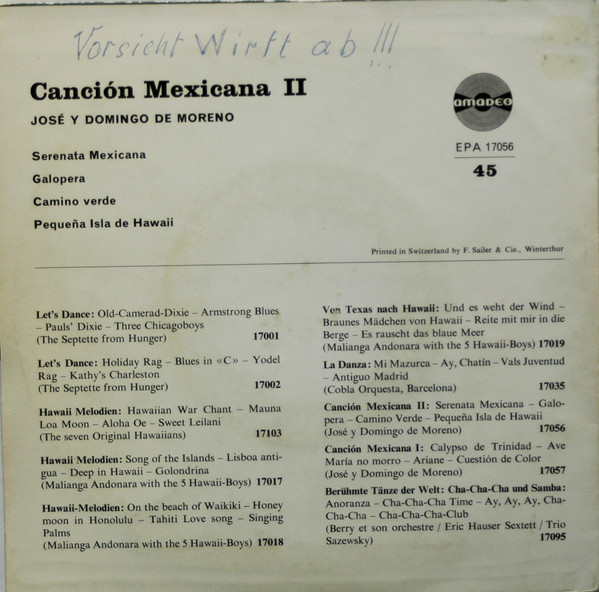 Vorsicht Wirft ab !!!
Canción Mexicana II
JOSÉ Y DOMINGO DE MORENO
Serenata Mexicana
Galopera
Camino verde
Pequeña Isla de Hawaii
AMADEO
EPA 17056
45
Printed in Switzerland by F. Sailer & Cie., Winterthur
Let's Dance: Old-Camerad-Dixie – Armstrong Blues
– Pauls' Dixie – Three Chicagoboys
(The Septette from Hunger) 17001
Let's Dance: Holiday Rag – Blues in «C» – Yodel
Rag – Kathy's Charleston
(The Septette from Hunger) 17002
Hawaii Melodien: Hawaiian War Chant – Mauna
Loa Moon – Aloha Oe – Sweet Leilani
(The seven Original Hawaiians) 17103
Hawaii Melodien: Song of the Islands – Lisboa anti-
gua – Deep in Hawaii – Golondrina
(Malianga Andonara with the 5 Hawaii-Boys) 17017
Hawaii-Melodien: On the beach of Waikiki – Honey
moon in Honolulu – Tahiti Love song – Singing
Palms
(Malianga Andonara with the 5 Hawaii-Boys) 17018
Von Texas nach Hawaii: Und es weht der Wind –
Braunes Mädchen von Hawaii – Reite mit mir in die
Berge – Es rauscht das blaue Meer
(Malianga Andonara with the 5 Hawaii-Boys) 17019
La Danza: Mi Mazurca – Ay, Chatín – Vals Juventud
– Antiguo Madrid
(Cobla Orquesta, Barcelona) 17035
Canción Mexicana II: Serenata Mexicana – Galo-
pera – Camino Verde – Pequeña Isla de Hawaii
(José y Domingo de Moreno) 17056
Canción Mexicana I: Calypso de Trinidad – Ave
María no morro – Ariane – Cuestión de Color
(José y Domingo de Moreno) 17057
Berühmte Tänze der Welt: Cha-Cha-Cha und Samba:
Anoranza – Cha-Cha-Cha Time – Ay, Ay, Ay, Cha-
Cha-Cha – Cha-Cha-Cha-Club
(Berry et son orchestre / Eric Hauser Sextett / Trio
Sazewsky) 17095